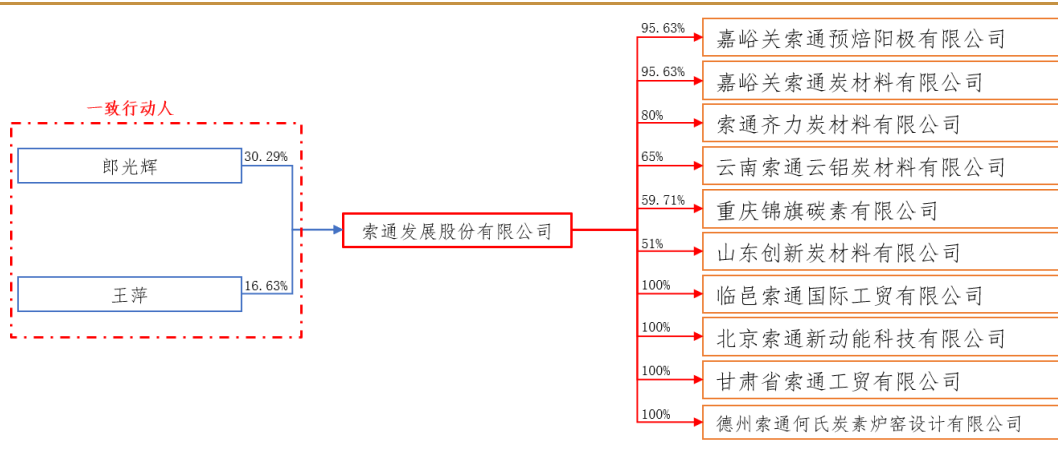 一致行动人
郎光辉
30.29%
王萍
16.63%
索通发展股份有限公司
95.63%
嘉峪关索通预焙阳极有限公司
95.63%
嘉峪关索通炭材料有限公司
80%
索通齐力炭材料有限公司
65%
云南索通云铝炭材料有限公司
59.71%
重庆锦旗碳素有限公司
51%
山东创新炭材料有限公司
100%
临邑索通国际工贸有限公司
100%
北京索通新动能科技有限公司
100%
甘肃省索通工贸有限公司
100%
德州索通何氏炭素炉窑设计有限公司